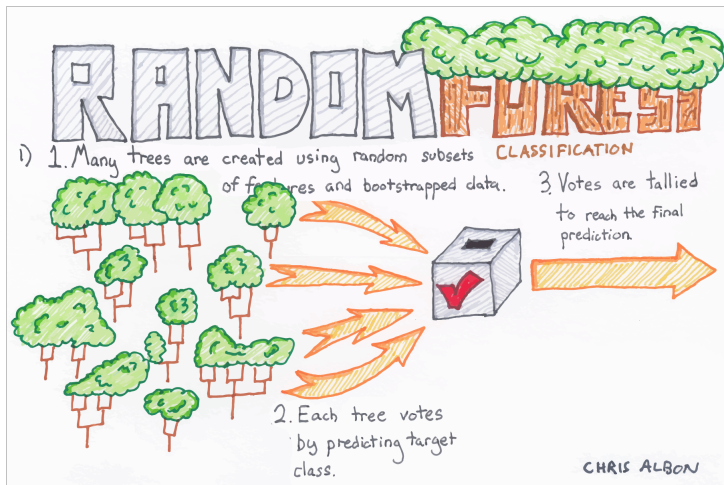 RANDOM FOREST
CLASSIFICATION
1) 1. Many trees are created using random subsets
of features and bootstrapped data.
3. Votes are tallied
to reach the final
prediction.
2. Each tree votes
by predicting target
class.
CHRIS ALBON